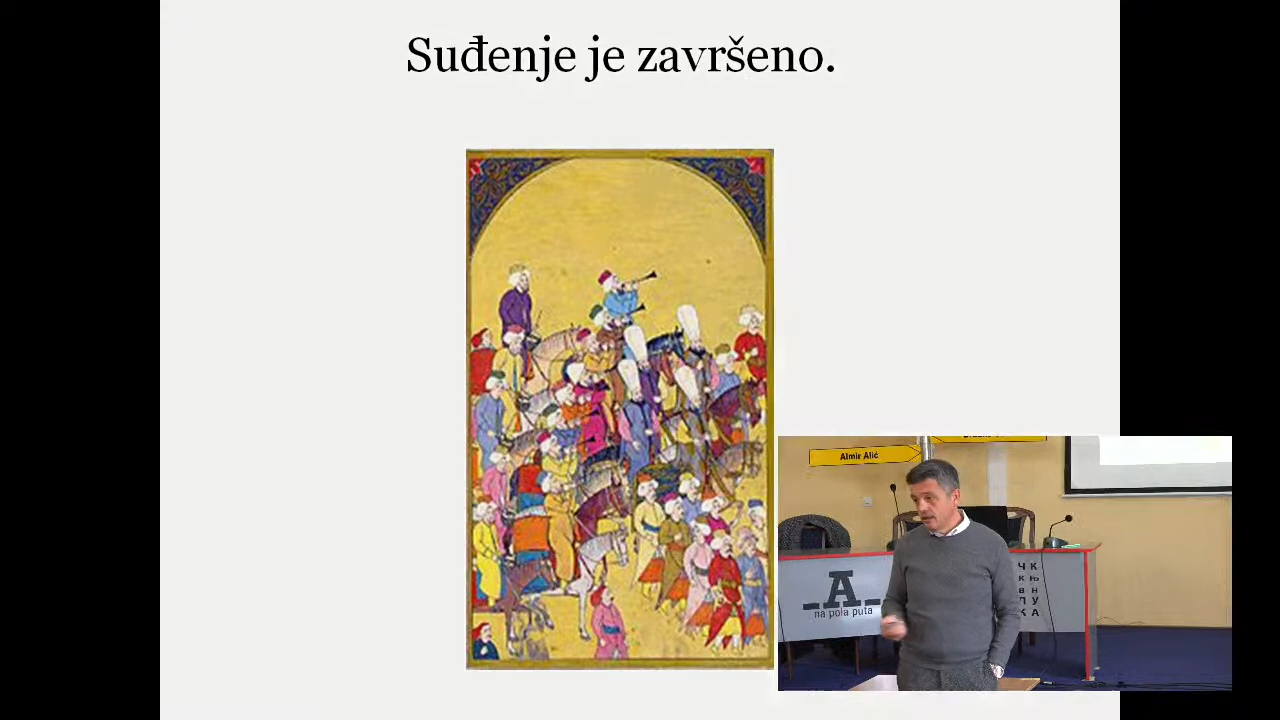 Suđenje je završeno.
Almir Alić
A
na pola puta
Ч К
К Њ
В И
Л У
К А